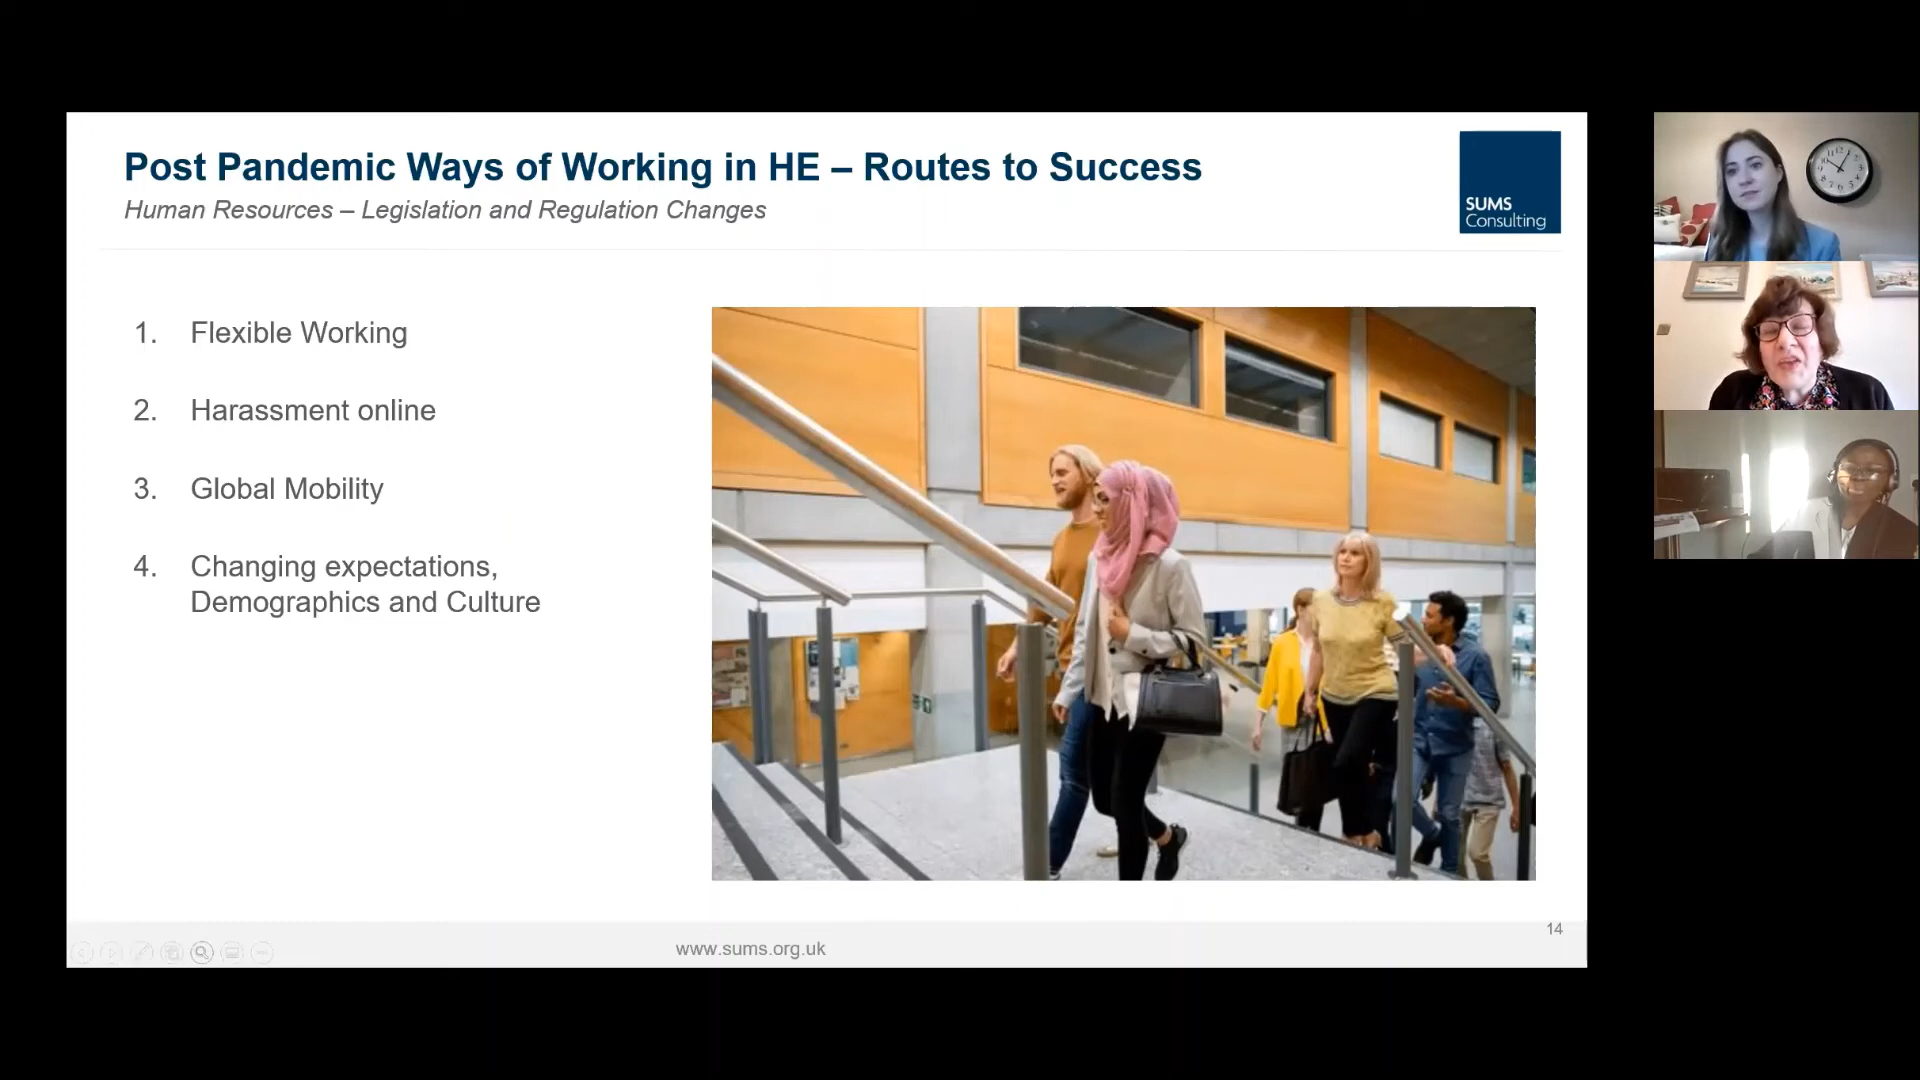 Post Pandemic Ways of Working in HE – Routes to Success
Human Resources – Legislation and Regulation Changes
SUMS
Consulting
1. Flexible Working
2. Harassment online
3. Global Mobility
4. Changing expectations,
Demographics and Culture
14
www.sums.org.uk